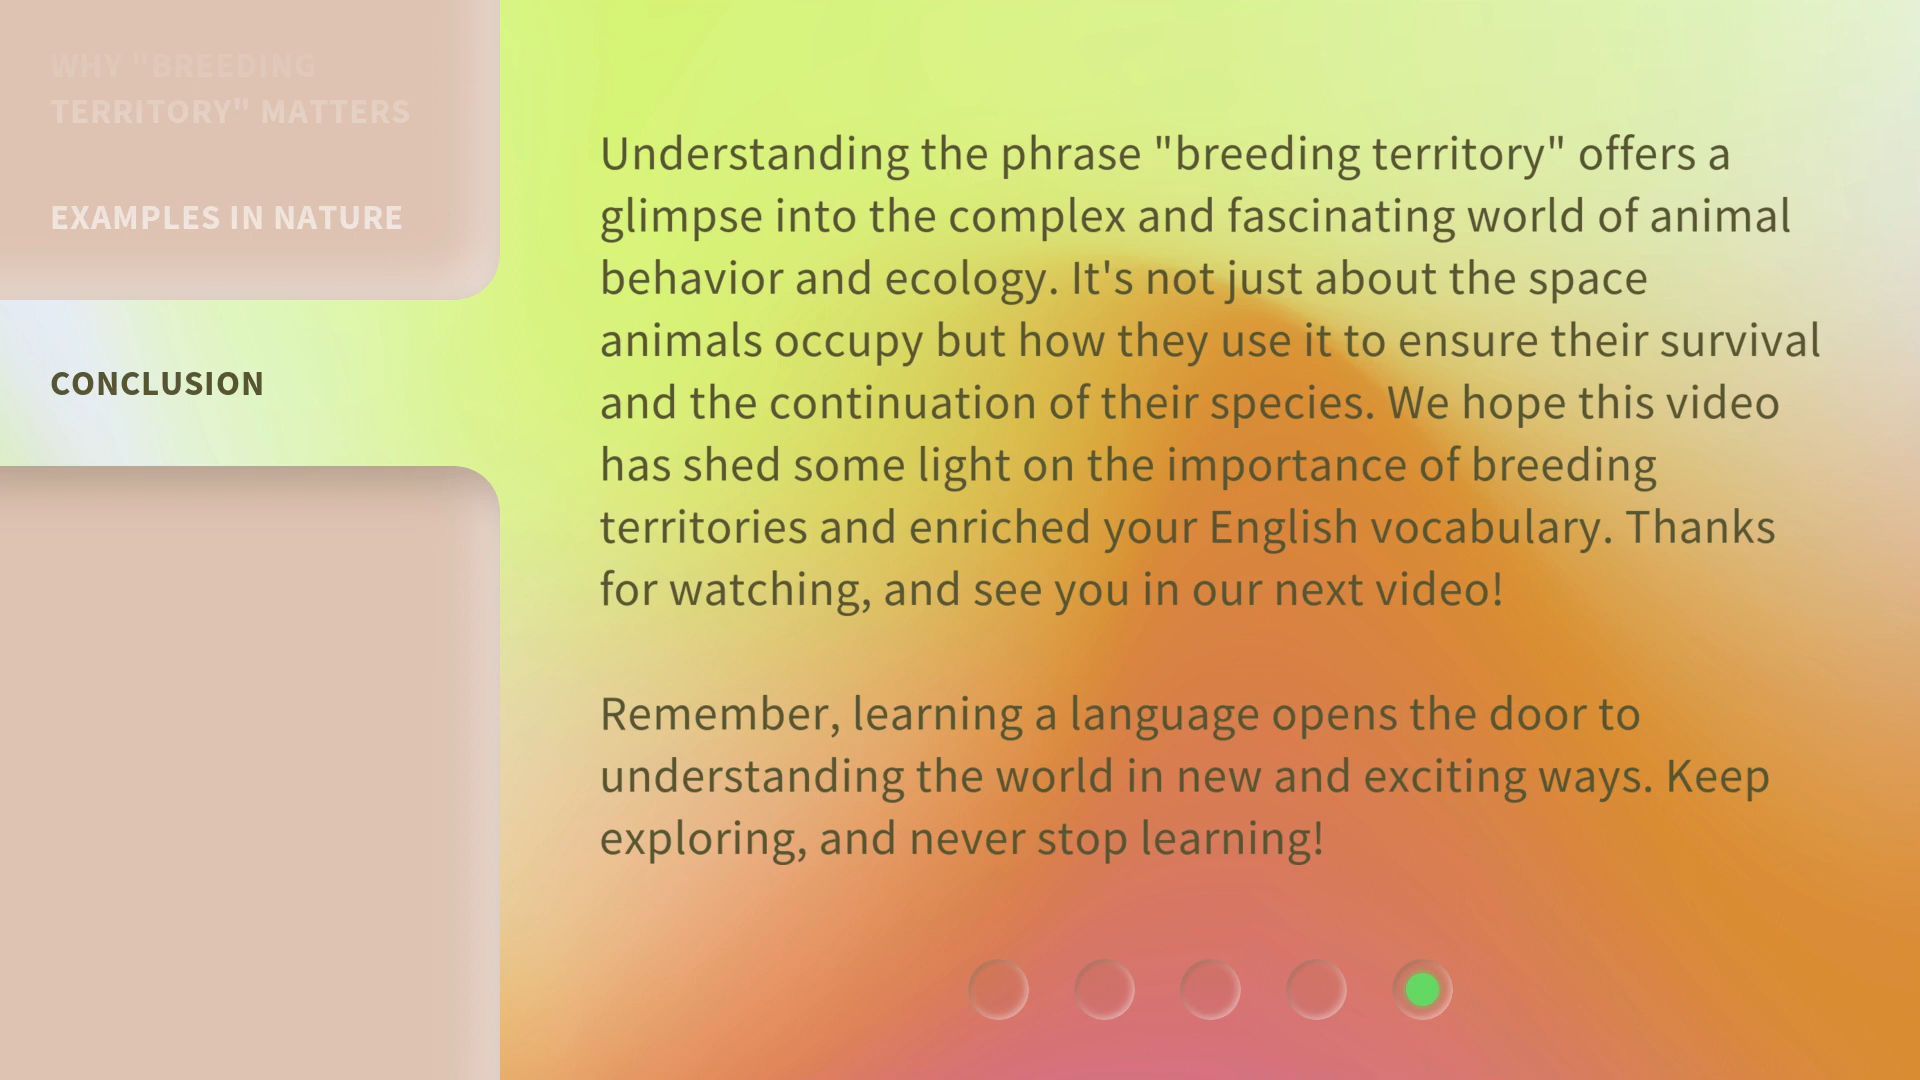 WHY "BREEDING
TERRITORY" MATTERS
EXAMPLES IN NATURE
CONCLUSION
Understanding the phrase "breeding territory" offers a
glimpse into the complex and fascinating world of animal
behavior and ecology. It's not just about the space
animals occupy but how they use it to ensure their survival
and the continuation of their species. We hope this video
has shed some light on the importance of breeding
territories and enriched your English vocabulary. Thanks
for watching, and see you in our next video!
Remember, learning a language opens the door to
understanding the world in new and exciting ways. Keep
exploring, and never stop learning!